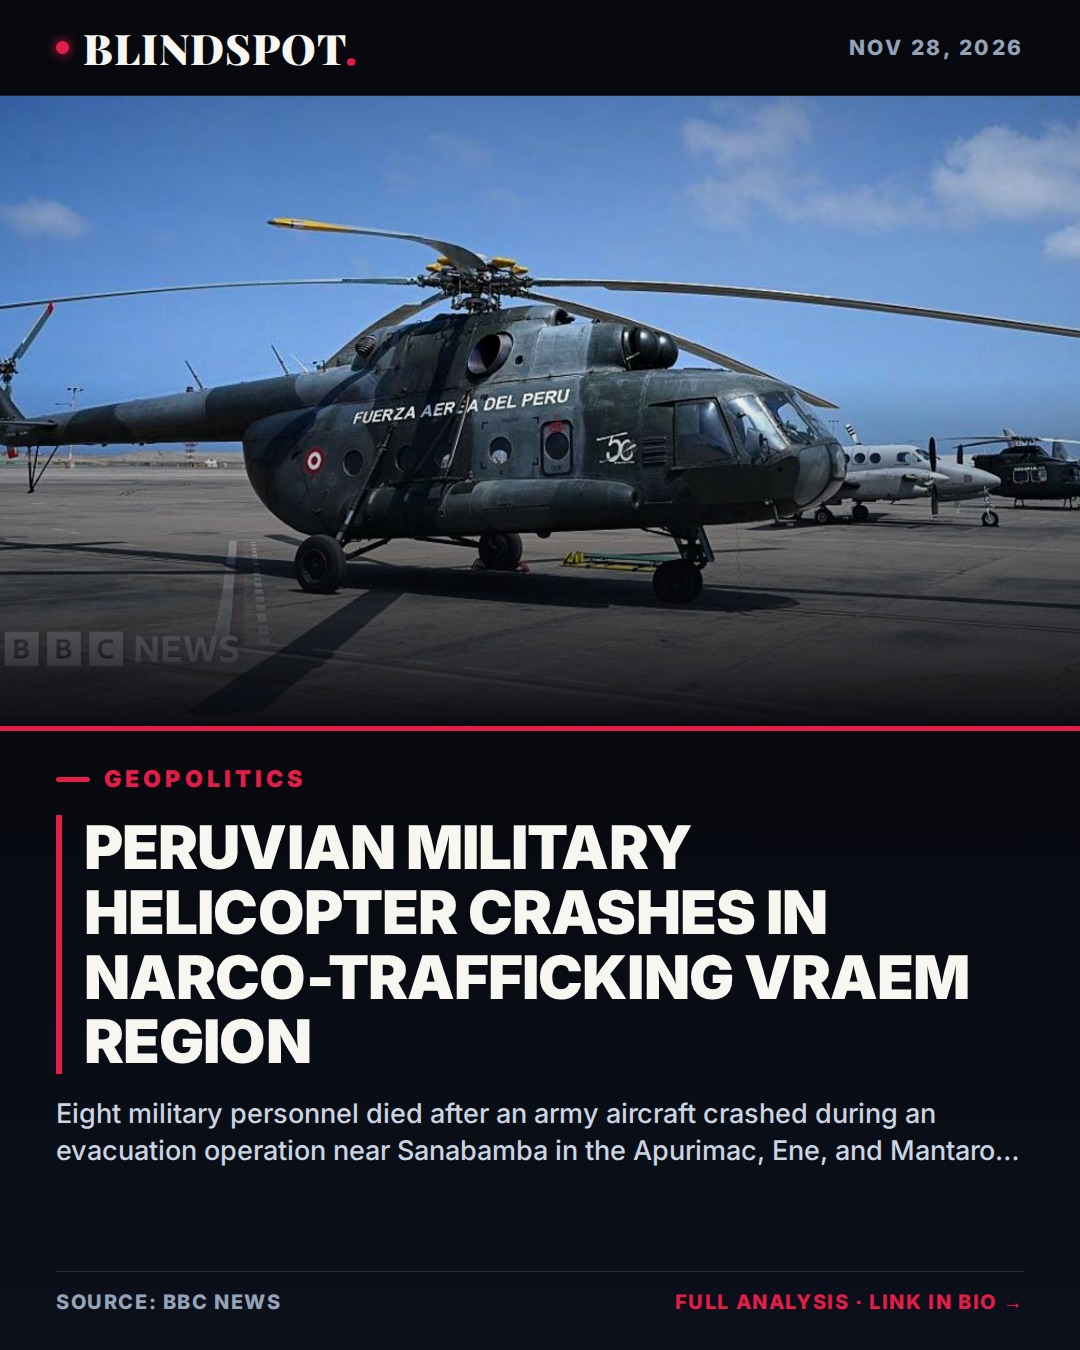 BLINDSPOT.
NOV 28, 2026
FUERZA AEREA DEL PERU
50
BBC NEWS
GEOPOLITICS
PERUVIAN MILITARY
HELICOPTER CRASHES IN
NARCO-TRAFFICKING VRAEM
REGION
Eight military personnel died after an army aircraft crashed during an
evacuation operation near Sanabamba in the Apurimac, Ene, and Mantaro...
SOURCE: BBC NEWS
FULL ANALYSIS · LINK IN BIO →